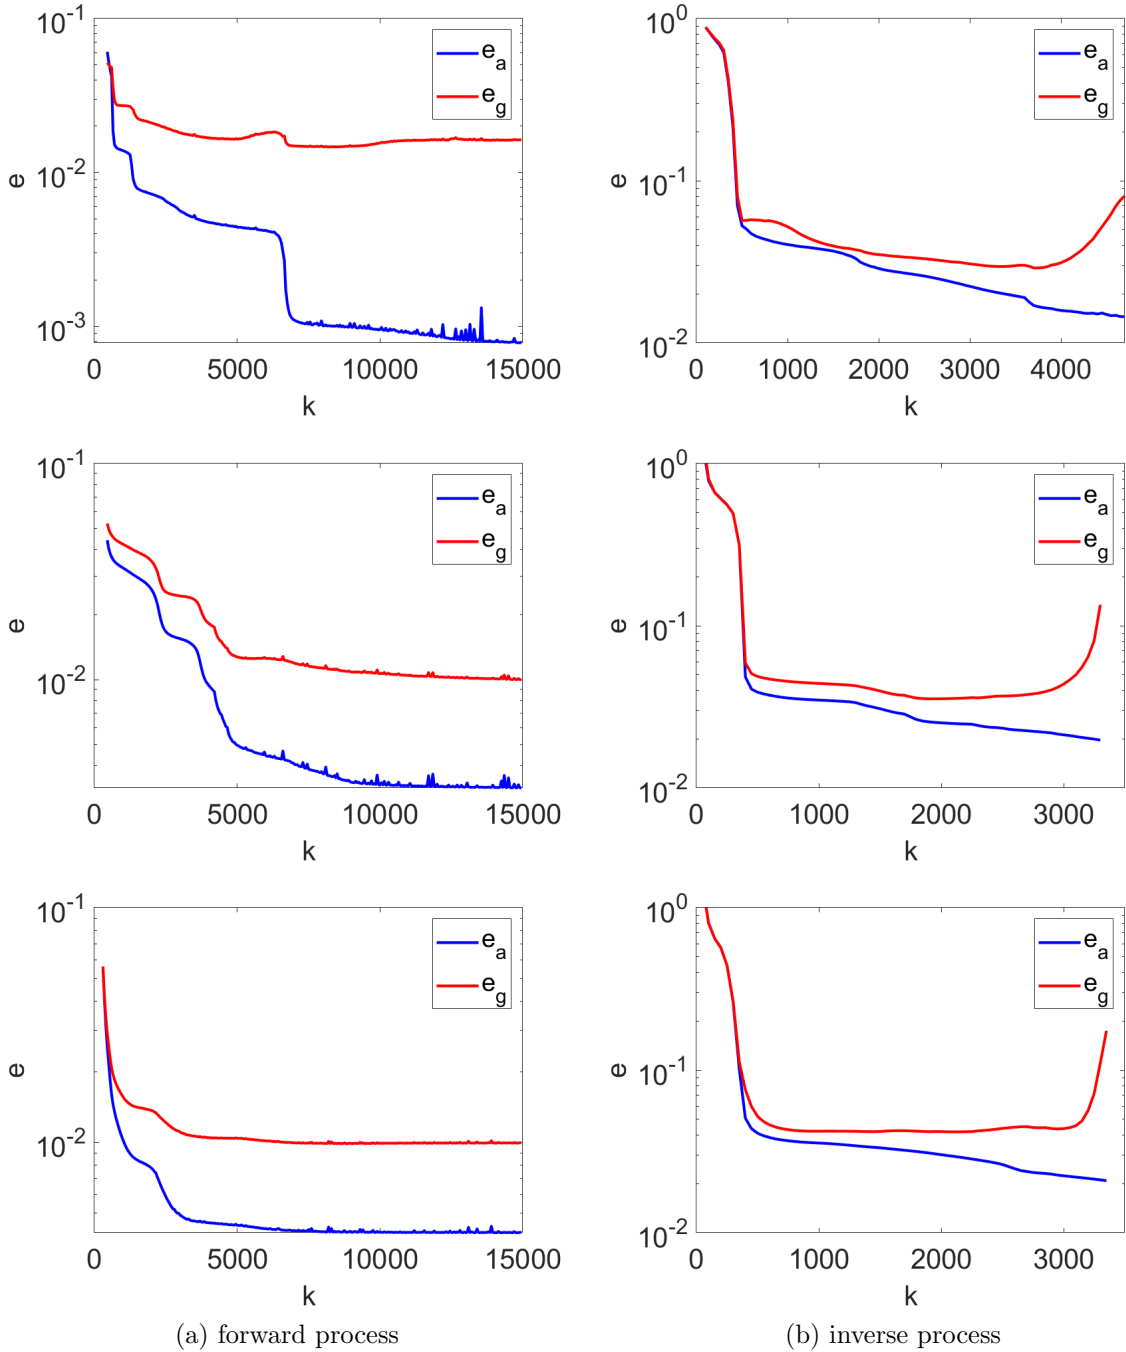 10^-1
10^-2
10^-3
e
0 5000 10000 15000
k
e_a
e_g
10^0
10^-1
10^-2
e
0 1000 2000 3000 4000
k
e_a
e_g
10^-1
10^-2
e
0 5000 10000 15000
k
e_a
e_g
10^0
10^-1
10^-2
e
0 1000 2000 3000
k
e_a
e_g
10^-1
10^-2
e
0 5000 10000 15000
k
e_a
e_g
10^0
10^-1
10^-2
e
0 1000 2000 3000
k
e_a
e_g
(a) forward process
(b) inverse process